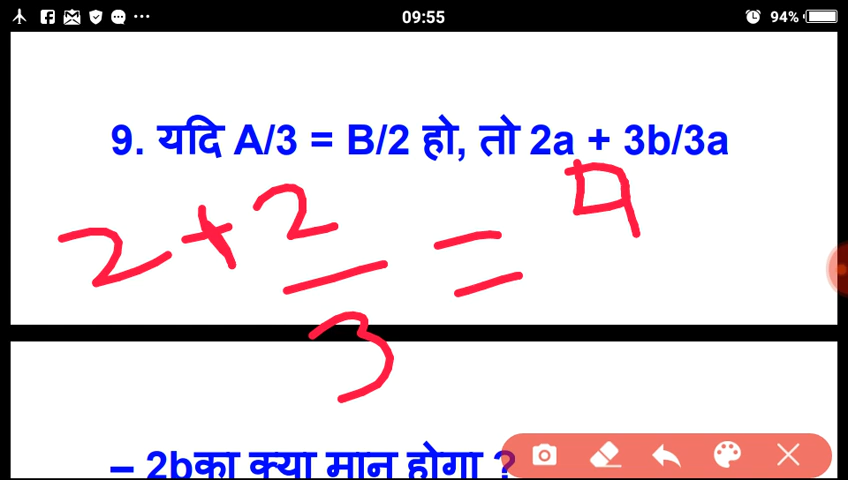 09:55
94%
9. यदि A/3 = B/2 हो, तो 2a + 3b/3a
2 + 2/3 =
– 2bका क्या मान होगा ?